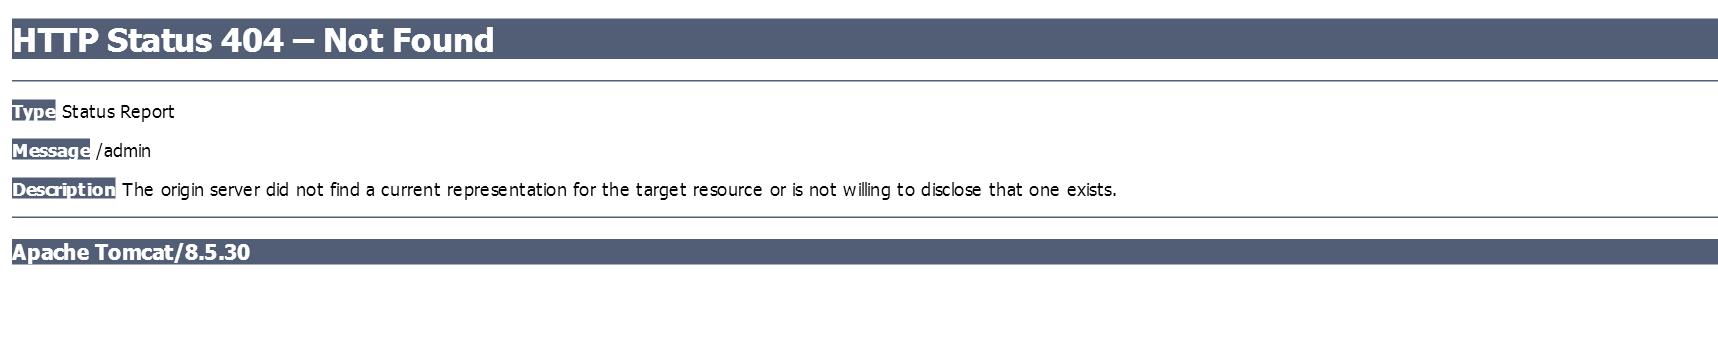 HTTP Status 404 – Not Found
Type Status Report
Message /admin
Description The origin server did not find a current representation for the target resource or is not willing to disclose that one exists.
Apache Tomcat/8.5.30